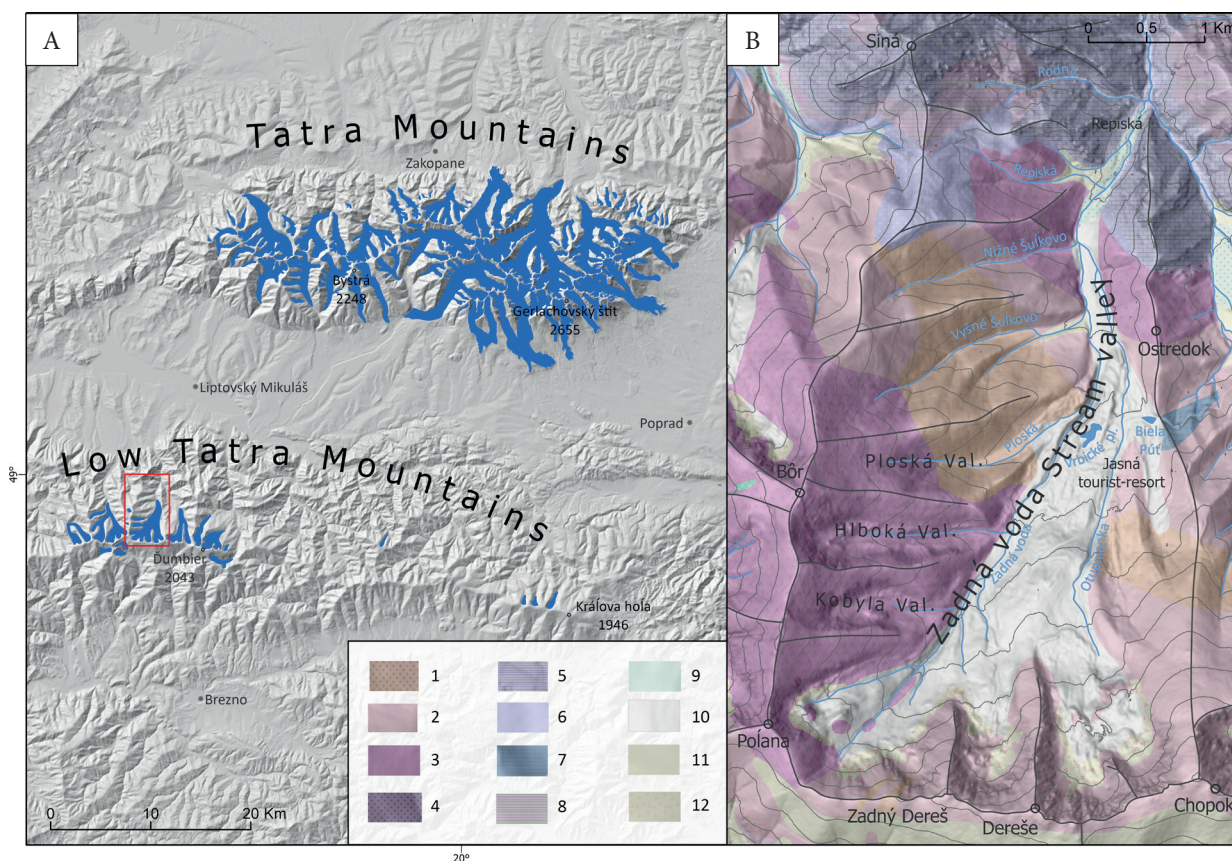 A
Tatra Mountains
Zakopane
Bystrá
2248
Gerlachovský štít
2655
Liptovský Mikuláš
Poprad
Low Tatra Mountains
49°
Ďumbier
2043
Kráľova hoľa
1946
Brezno
0 10 20 Km
20°
1 5 9
2 6 10
3 7 11
4 8 12
B
0 0.5 1 Km
Siná
Repiská
Repiská
Nižné Šulkovo
Vyšné Šulkovo
Ostredok
Zadná voda Stream valley
Ploská
Vrbické pl.
Biela
Púť
Ploská Val.
Jasná
tourist-resort
Bôr
Hlboká Val.
Zadná voda
Otupnianka
Kobyla Val.
Poľana
Zadný Dereš
Dereše
Chopok